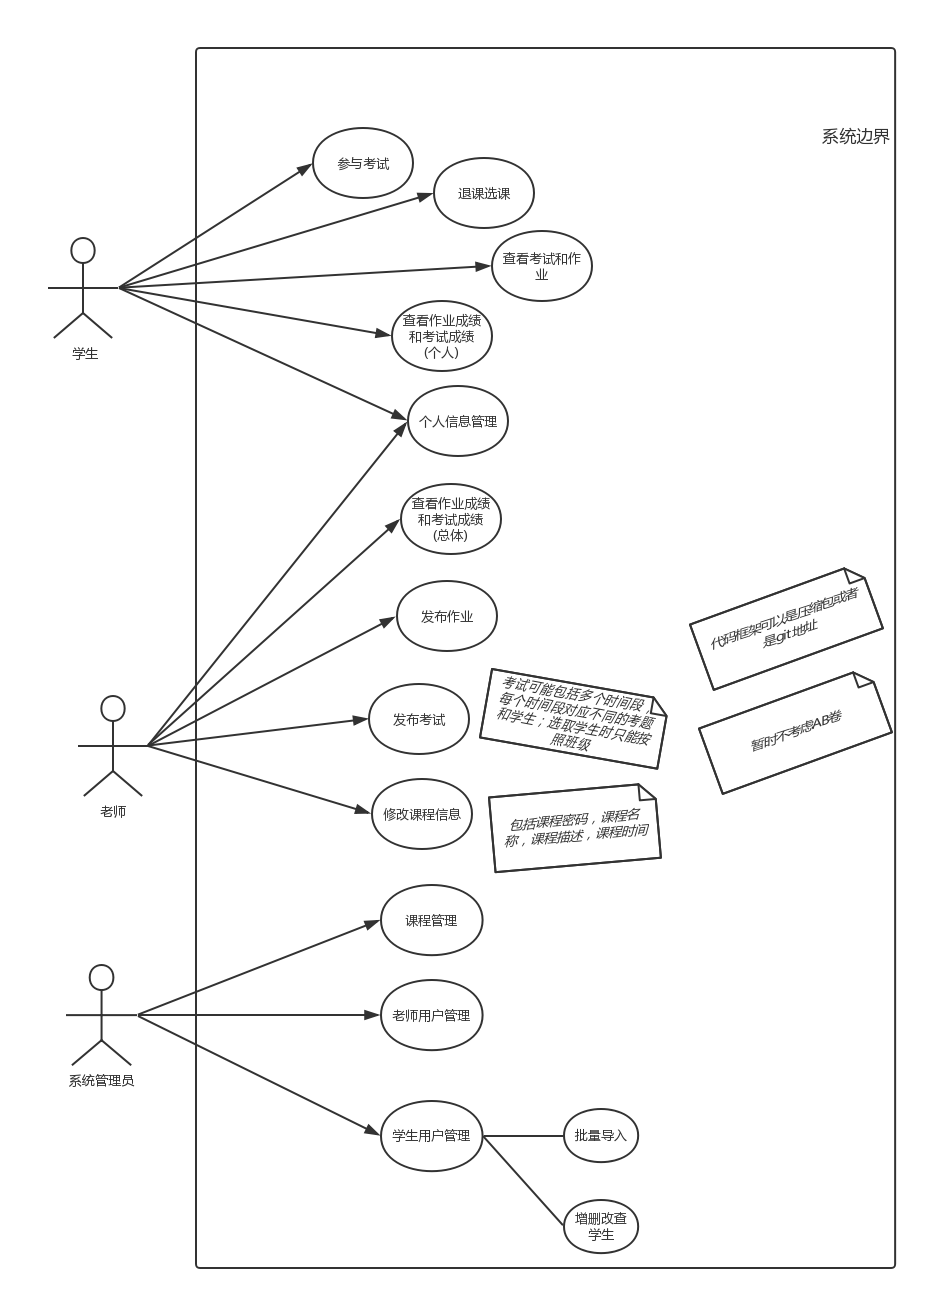 系统边界
参与考试
退课选课
查看考试和作
业
查看作业成绩
和考试成绩
(个人)
学生
个人信息管理
查看作业成绩
和考试成绩
(总体)
代码框架可以是压缩包或者
是git地址
发布作业
考试可能包括多个时间段，
每个时间段对应不同的考题
和学生；选取学生时只能按
照班级
发布考试
暂时不考虑AB卷
老师
修改课程信息
包括课程密码，课程名
称，课程描述，课程时间
课程管理
老师用户管理
系统管理员
学生用户管理
批量导入
增删改查
学生